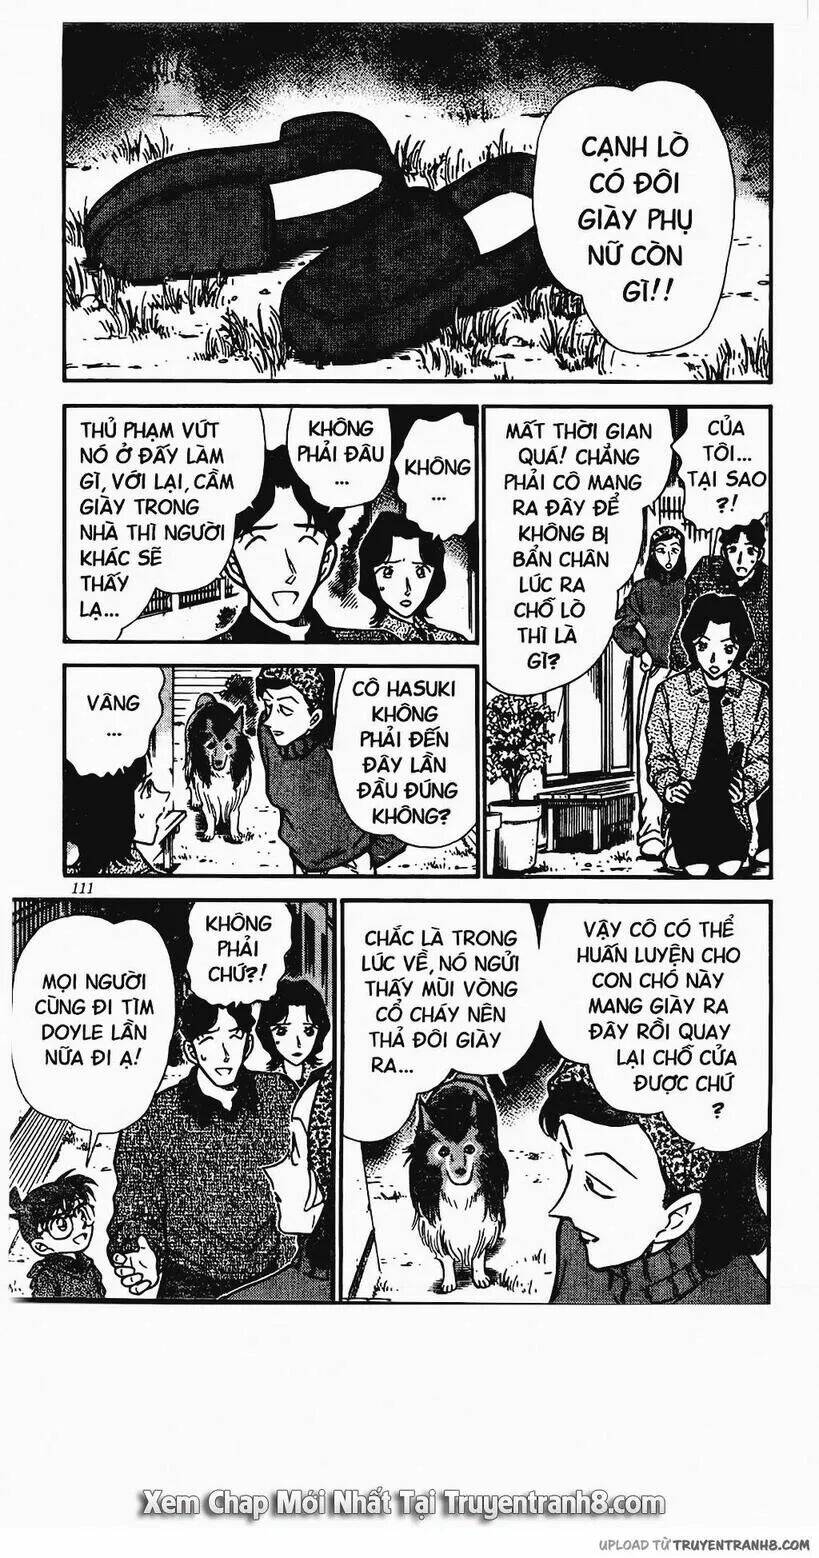 CẠNH LÒ
CÓ ĐÔI
GIÀY PHỤ
NỮ CÒN
GÌ!!
CỦA
TÔI...
TẠI SAO
?!
MẤT THỜI GIAN
QUÁ! CHẲNG
PHẢI CÔ MANG
RA ĐÂY ĐỂ
KHÔNG BỊ
BẨN CHÂN
LÚC RA
CHỖ LÒ
THÌ LÀ
GÌ?
KHÔNG
...
KHÔNG
PHẢI ĐÂU
...
THỦ PHẠM VỨT
NÓ Ở ĐẤY LÀM
GÌ, VỚI LẠI, CẦM
GIÀY TRONG
NHÀ THÌ NGƯỜI
KHÁC SẼ
THẤY
LẠ...
CÔ HASUKI
KHÔNG
PHẢI ĐẾN
ĐÂY LẦN
ĐẦU ĐÚNG
KHÔNG?
VÂNG
...
111
VẬY CÔ CÓ THỂ
HUẤN LUYỆN CHO
CON CHÓ NÀY
MANG GIÀY RA
ĐÂY RỒI QUAY
LẠI CHỖ CỬA
ĐƯỢC CHỨ
?
CHẮC LÀ TRONG
LÚC VỀ, NÓ NGỬI
THẤY MÙI VÒNG
CỔ CHÁY NÊN
THẢ ĐÔI GIÀY
RA...
KHÔNG
PHẢI
CHỨ?!
MỌI NGƯỜI
CÙNG ĐI TÌM
DOYLE LẦN
NỮA ĐI Ạ!
Xem Chap Mới Nhất Tại Truyentranh8.com
UPLOAD TỪ TRUYENTRANH8.COM